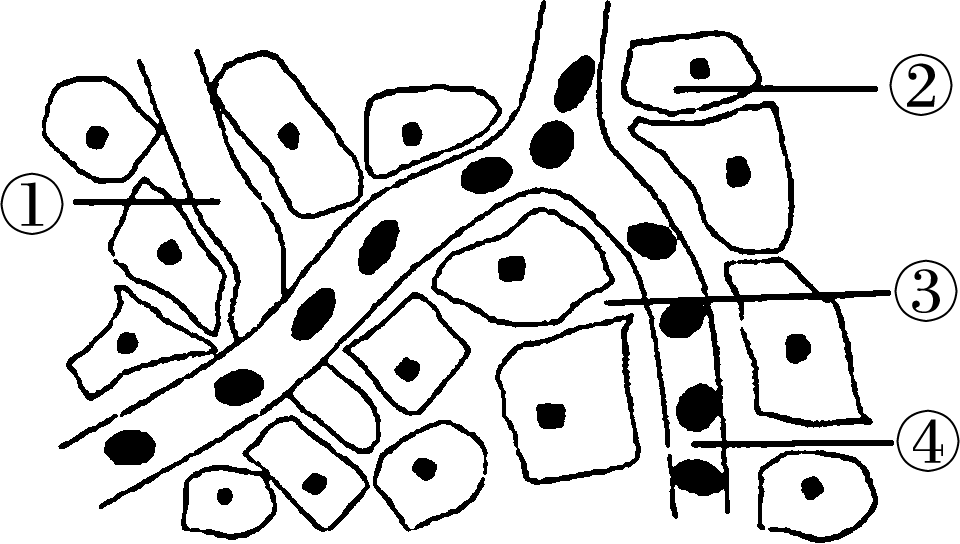 ①
②
③
④